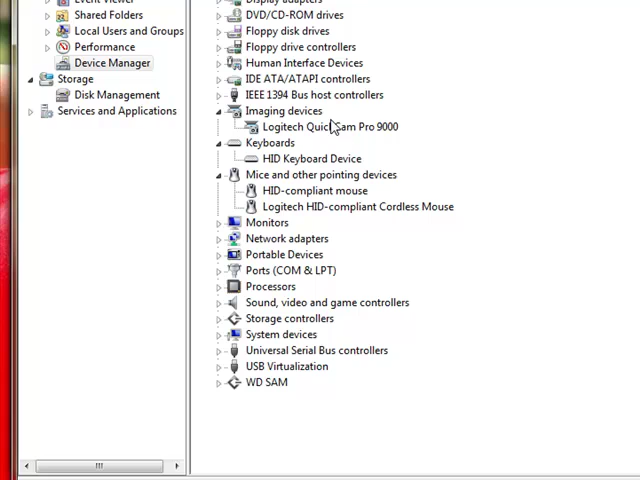 Event Viewer
Shared Folders
Local Users and Groups
Performance
Device Manager
Storage
Disk Management
Services and Applications
Display adapters
DVD/CD-ROM drives
Floppy disk drives
Floppy drive controllers
Human Interface Devices
IDE ATA/ATAPI controllers
IEEE 1394 Bus host controllers
Imaging devices
Logitech QuickCam Pro 9000
Keyboards
HID Keyboard Device
Mice and other pointing devices
HID-compliant mouse
Logitech HID-compliant Cordless Mouse
Monitors
Network adapters
Portable Devices
Ports (COM & LPT)
Processors
Sound, video and game controllers
Storage controllers
System devices
Universal Serial Bus controllers
USB Virtualization
WD SAM